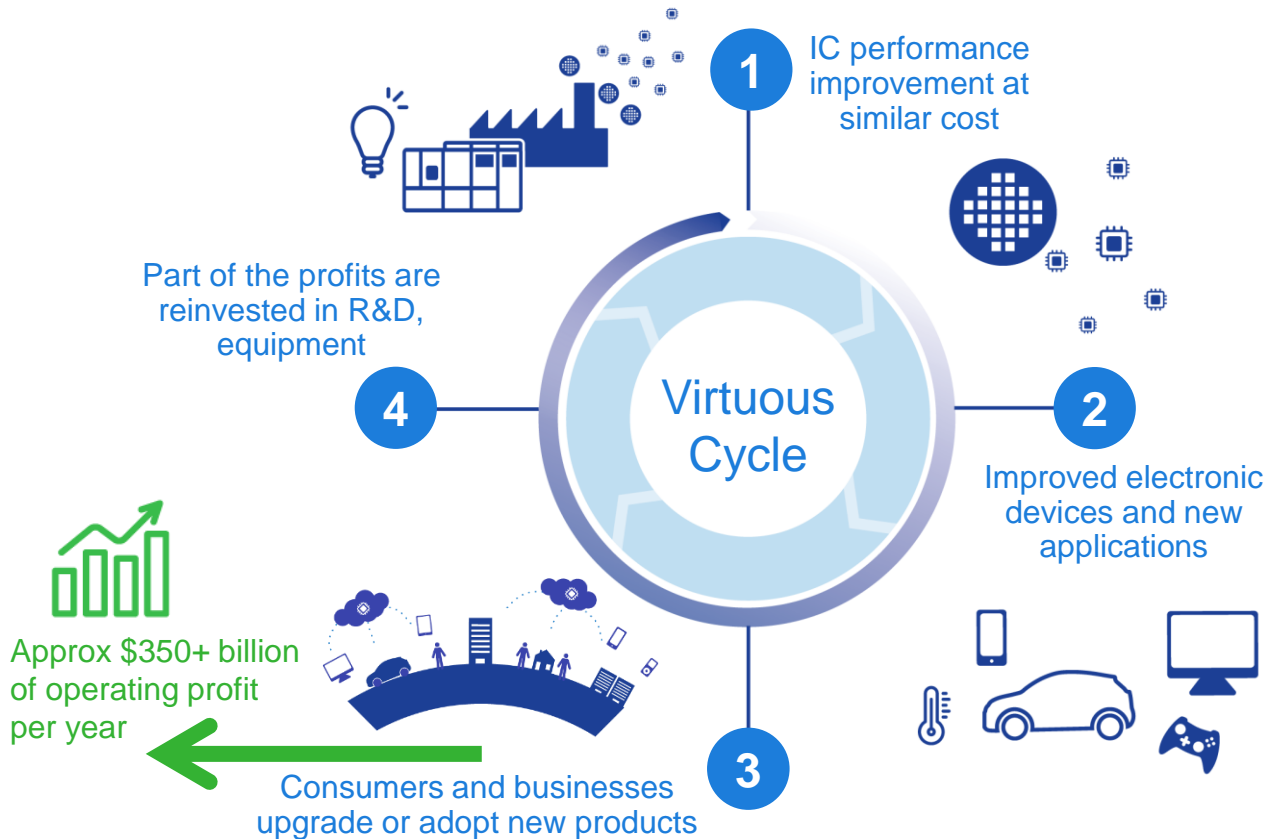 1
IC performance
improvement at
similar cost
Part of the profits are
reinvested in R&D,
equipment
4
Virtuous
Cycle
2
Improved electronic
devices and new
applications
Approx $350+ billion
of operating profit
per year
3
Consumers and businesses
upgrade or adopt new products